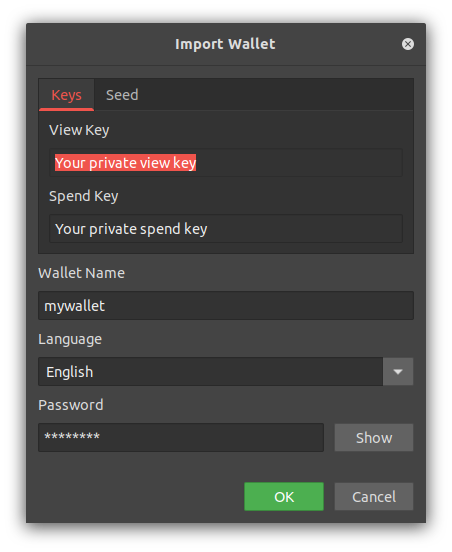 Import Wallet
Keys Seed
View Key
Your private view key
Spend Key
Your private spend key
Wallet Name
mywallet
Language
English
Password
******** Show
OK Cancel